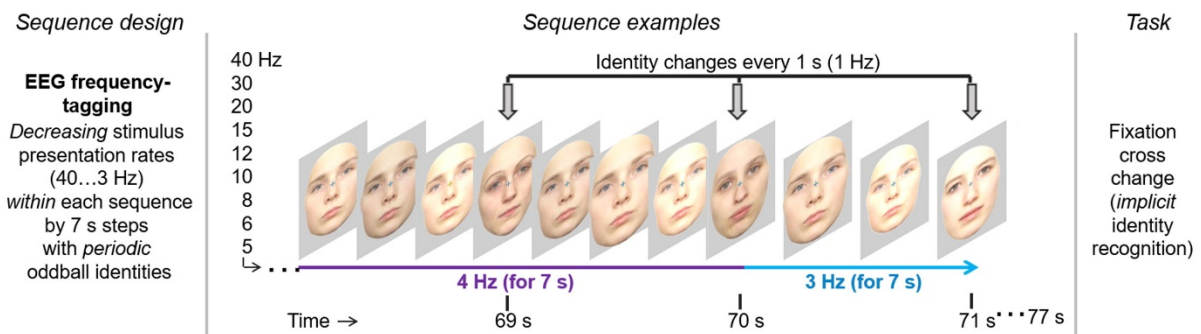 Sequence design
Sequence examples
Task
EEG frequency-
tagging
Decreasing stimulus
presentation rates
(40...3 Hz)
within each sequence
by 7 s steps
with periodic
oddball identities
40 Hz
30
20
15
12
10
8
6
5
...
Identity changes every 1 s (1 Hz)
4 Hz (for 7 s)
3 Hz (for 7 s)
Time →
69 s
70 s
71 s
...77 s
Fixation
cross
change
(implicit
identity
recognition)